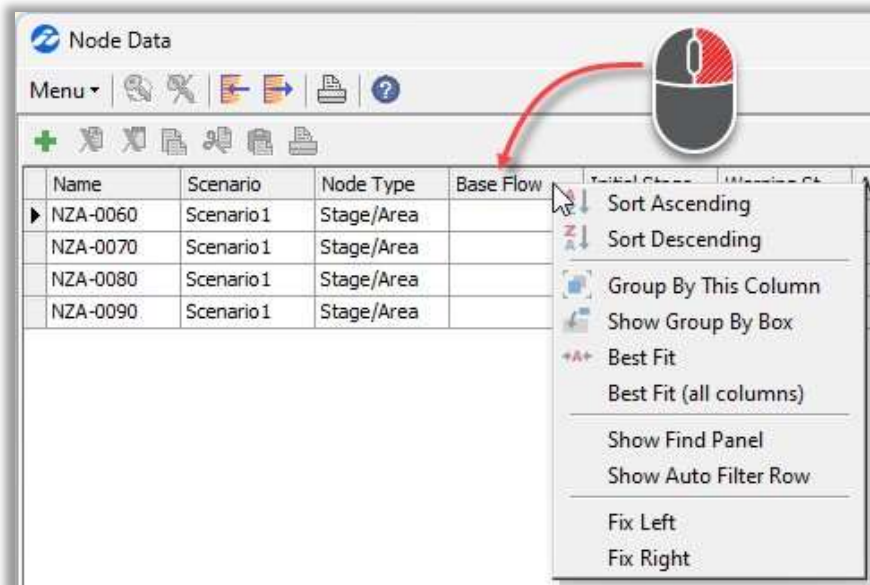 Node Data
Menu
Name Scenario Node Type Base Flow
NZA-0060 Scenario1 Stage/Area
NZA-0070 Scenario1 Stage/Area
NZA-0080 Scenario1 Stage/Area
NZA-0090 Scenario1 Stage/Area
Sort Ascending
Sort Descending
Group By This Column
Show Group By Box
Best Fit
Best Fit (all columns)
Show Find Panel
Show Auto Filter Row
Fix Left
Fix Right